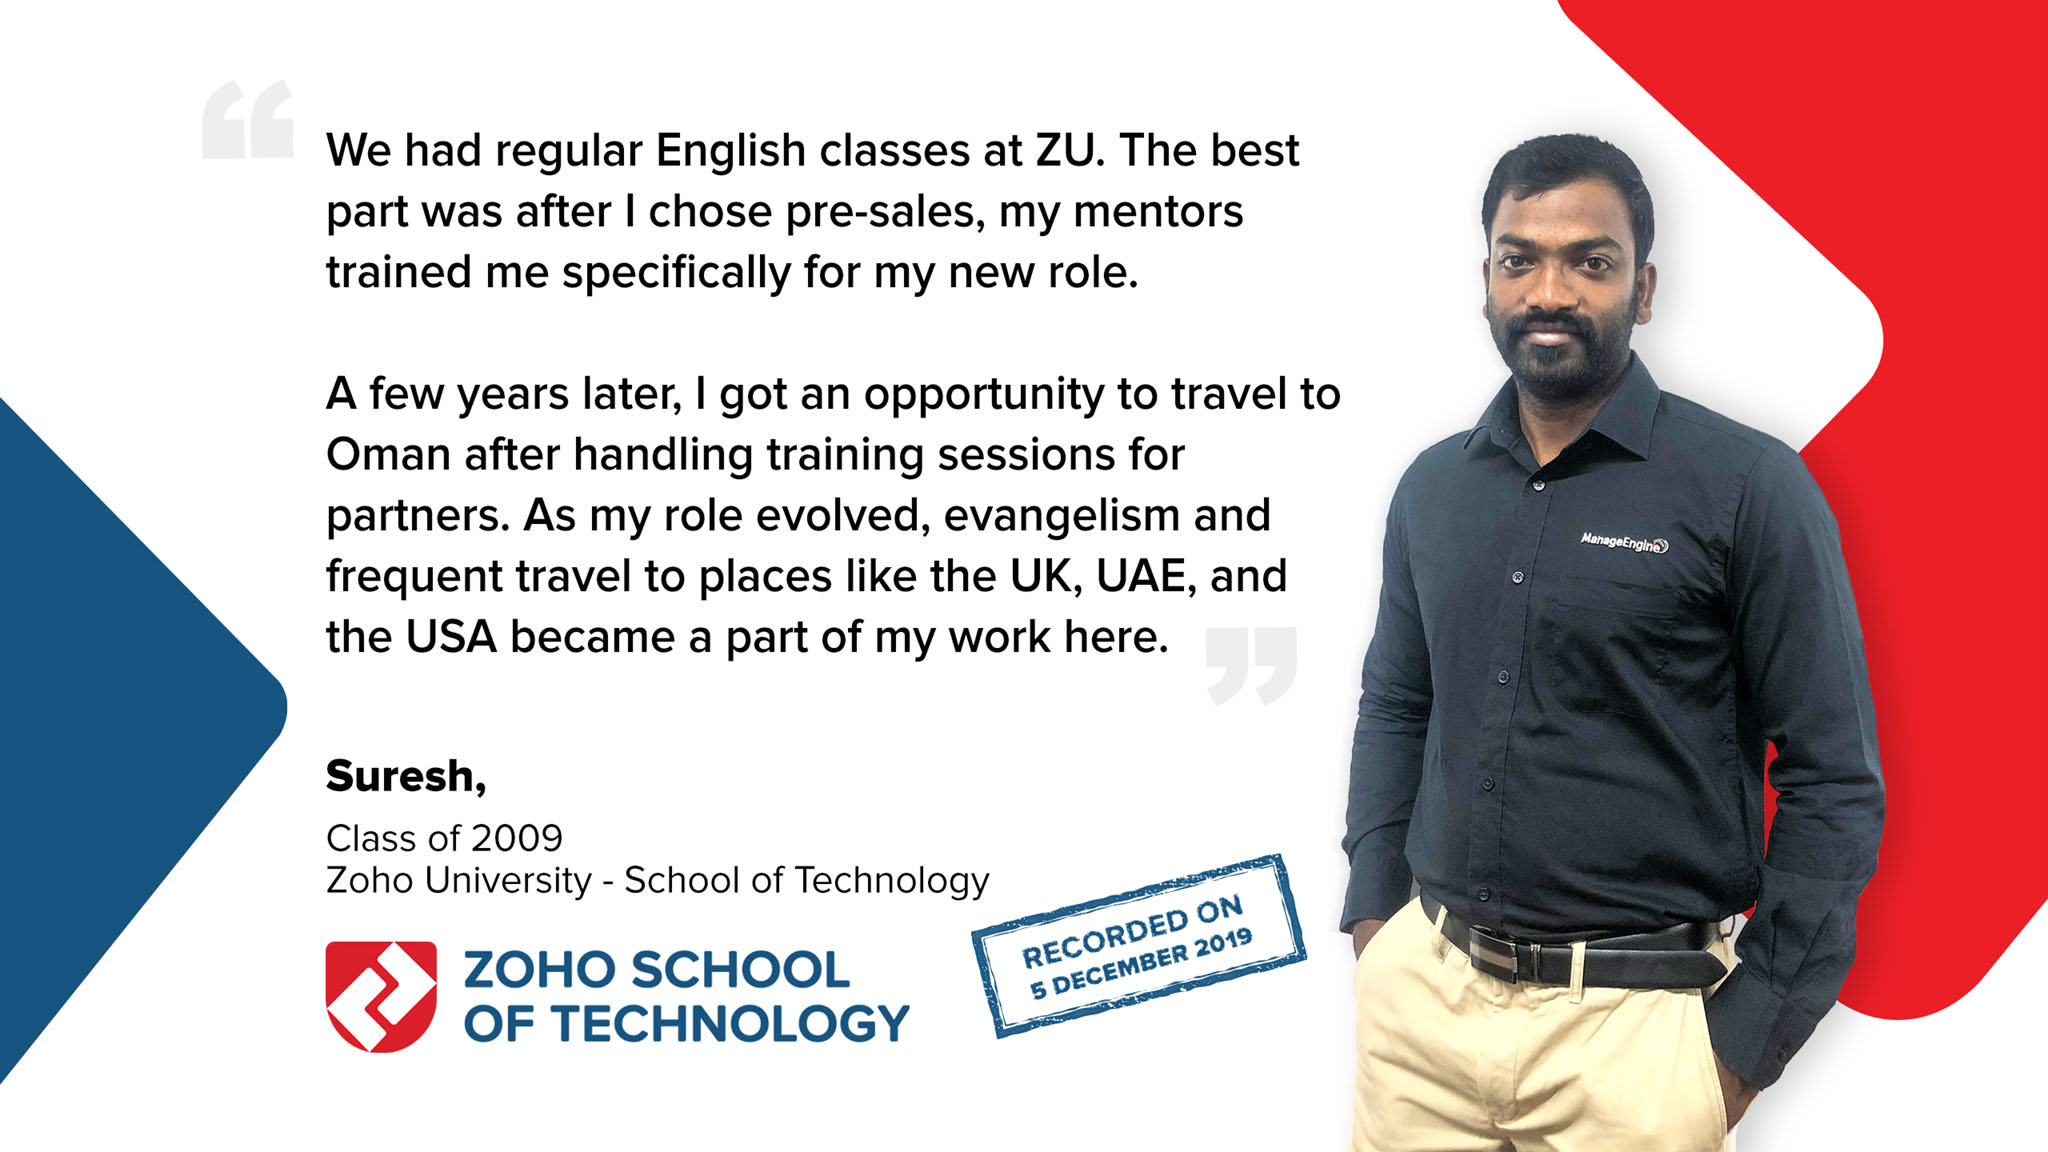 “
We had regular English classes at ZU. The best
part was after I chose pre-sales, my mentors
trained me specifically for my new role.
A few years later, I got an opportunity to travel to
Oman after handling training sessions for
partners. As my role evolved, evangelism and
frequent travel to places like the UK, UAE, and
the USA became a part of my work here.
”
Suresh,
Class of 2009
Zoho University - School of Technology
ZOHO SCHOOL
OF TECHNOLOGY
RECORDED ON
5 DECEMBER 2019
ManageEngine